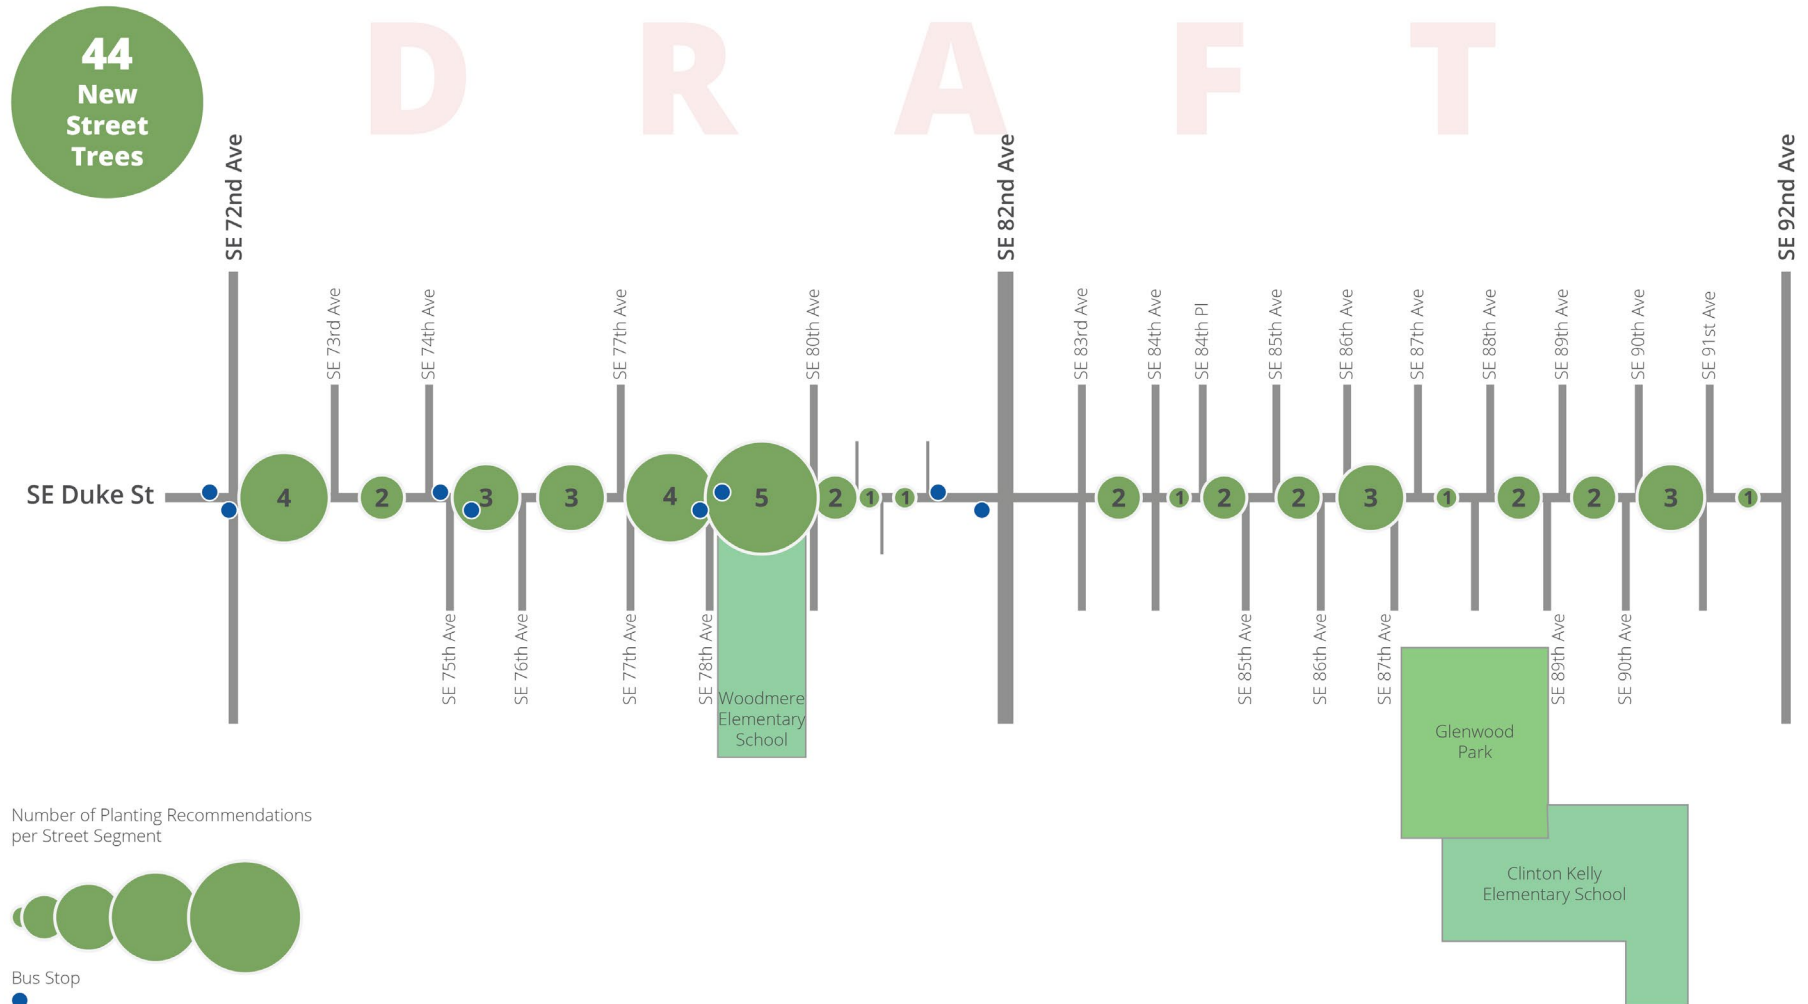 44
New
Street
Trees
D R A F T
SE 72nd Ave
SE 82nd Ave
SE 92nd Ave
SE 73rd Ave
SE 74th Ave
SE 77th Ave
SE 80th Ave
SE 83rd Ave
SE 84th Ave
SE 84th Pl
SE 85th Ave
SE 86th Ave
SE 87th Ave
SE 88th Ave
SE 89th Ave
SE 90th Ave
SE 91st Ave
SE Duke St
4
2
3
3
4
5
2
1
1
2
1
2
2
3
1
2
2
3
1
SE 75th Ave
SE 76th Ave
SE 77th Ave
SE 78th Ave
SE 85th Ave
SE 86th Ave
SE 87th Ave
SE 89th Ave
SE 90th Ave
Woodmere
Elementary
School
Glenwood
Park
Clinton Kelly
Elementary School
Number of Planting Recommendations
per Street Segment
Bus Stop